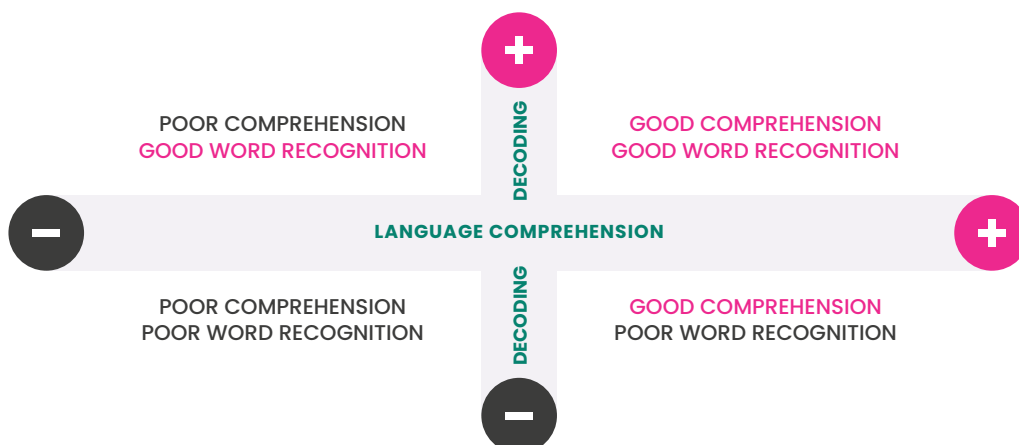 +
DECODING
POOR COMPREHENSION
GOOD WORD RECOGNITION
GOOD COMPREHENSION
GOOD WORD RECOGNITION
−
LANGUAGE COMPREHENSION
+
DECODING
POOR COMPREHENSION
POOR WORD RECOGNITION
GOOD COMPREHENSION
POOR WORD RECOGNITION
−